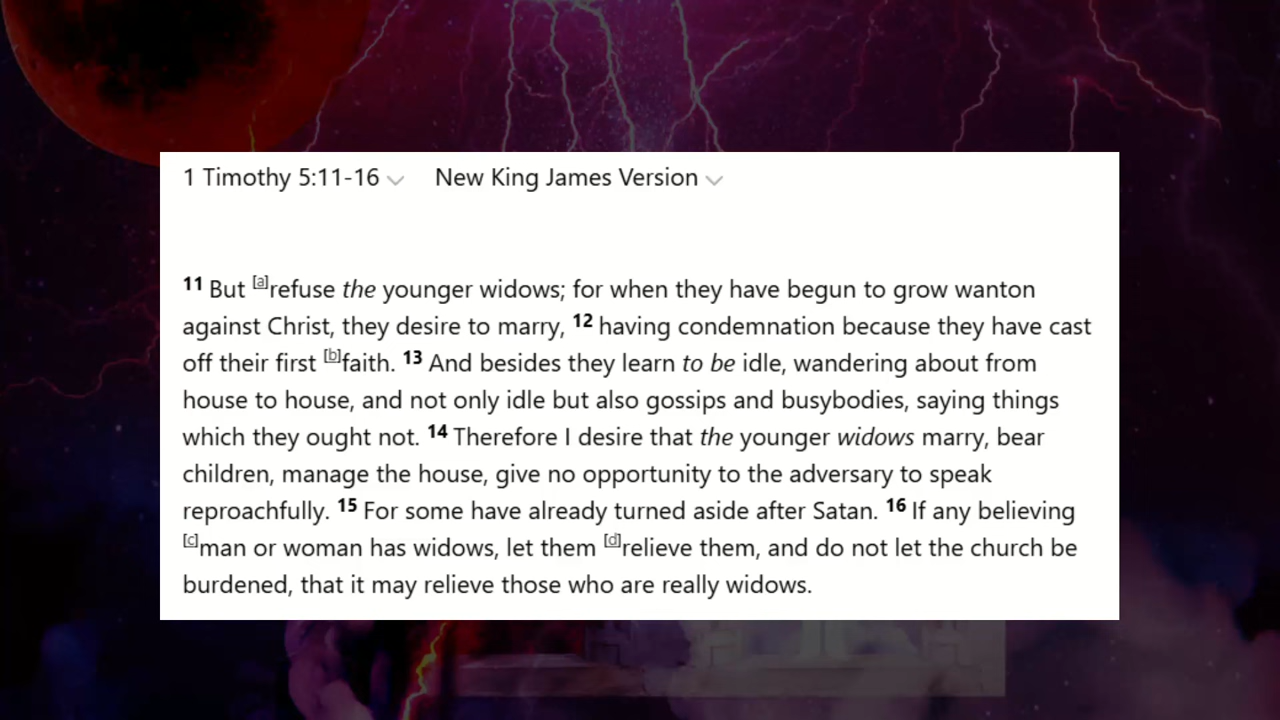 1 Timothy 5:11-16 New King James Version
11 But [a]refuse the younger widows; for when they have begun to grow wanton
against Christ, they desire to marry, 12 having condemnation because they have cast
off their first [b]faith. 13 And besides they learn to be idle, wandering about from
house to house, and not only idle but also gossips and busybodies, saying things
which they ought not. 14 Therefore I desire that the younger widows marry, bear
children, manage the house, give no opportunity to the adversary to speak
reproachfully. 15 For some have already turned aside after Satan. 16 If any believing
[c]man or woman has widows, let them [d]relieve them, and do not let the church be
burdened, that it may relieve those who are really widows.